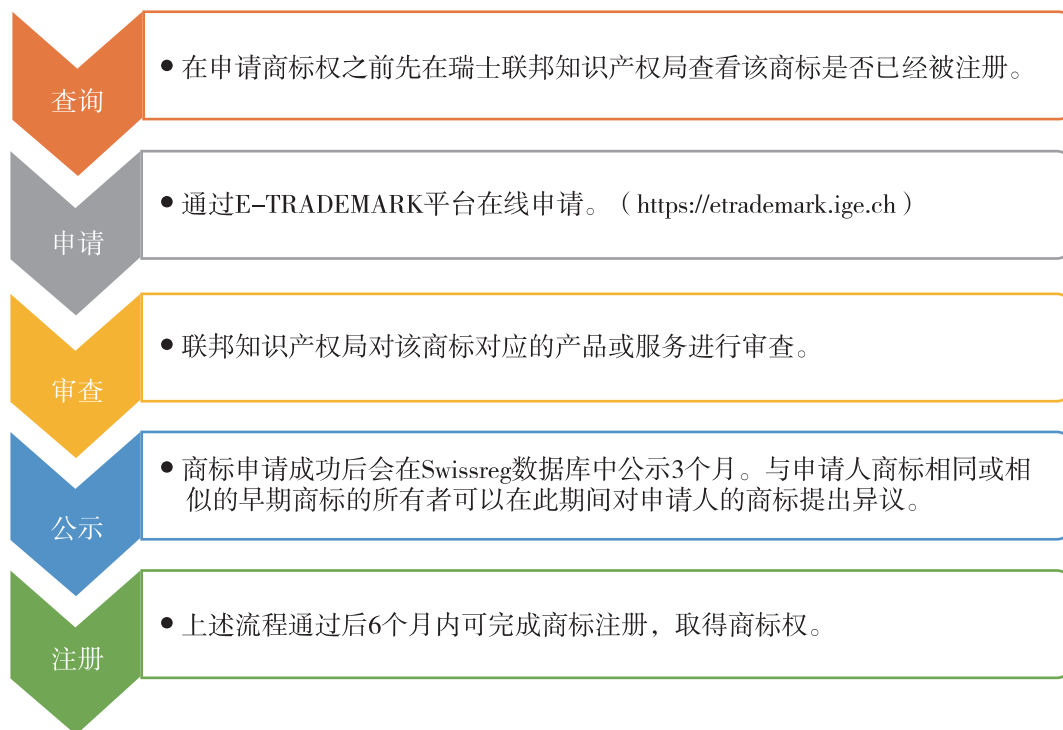 查询
● 在申请商标权之前先在瑞士联邦知识产权局查看该商标是否已经被注册。
申请
● 通过E-TRADEMARK平台在线申请。（https://etrademark.ige.ch）
审查
● 联邦知识产权局对该商标对应的产品或服务进行审查。
公示
● 商标申请成功后会在Swissreg数据库中公示3个月。与申请人商标相同或相
似的早期商标的所有者可以在此期间对申请人的商标提出异议。
注册
● 上述流程通过后6个月内可完成商标注册，取得商标权。